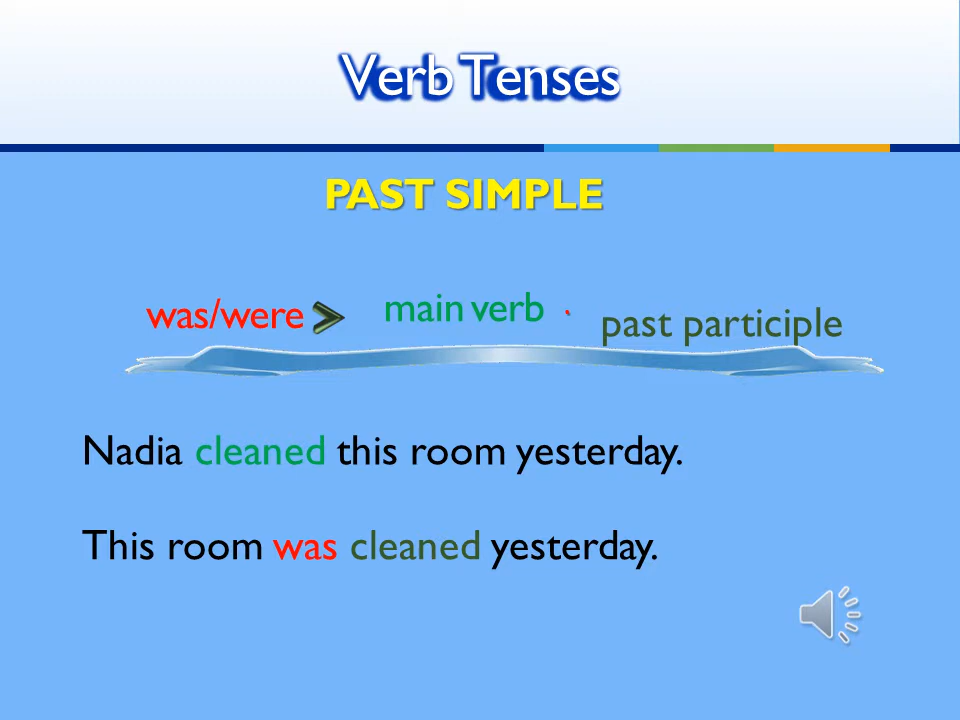 Verb Tenses
PAST SIMPLE
was/were > main verb past participle
Nadia cleaned this room yesterday.
This room was cleaned yesterday.